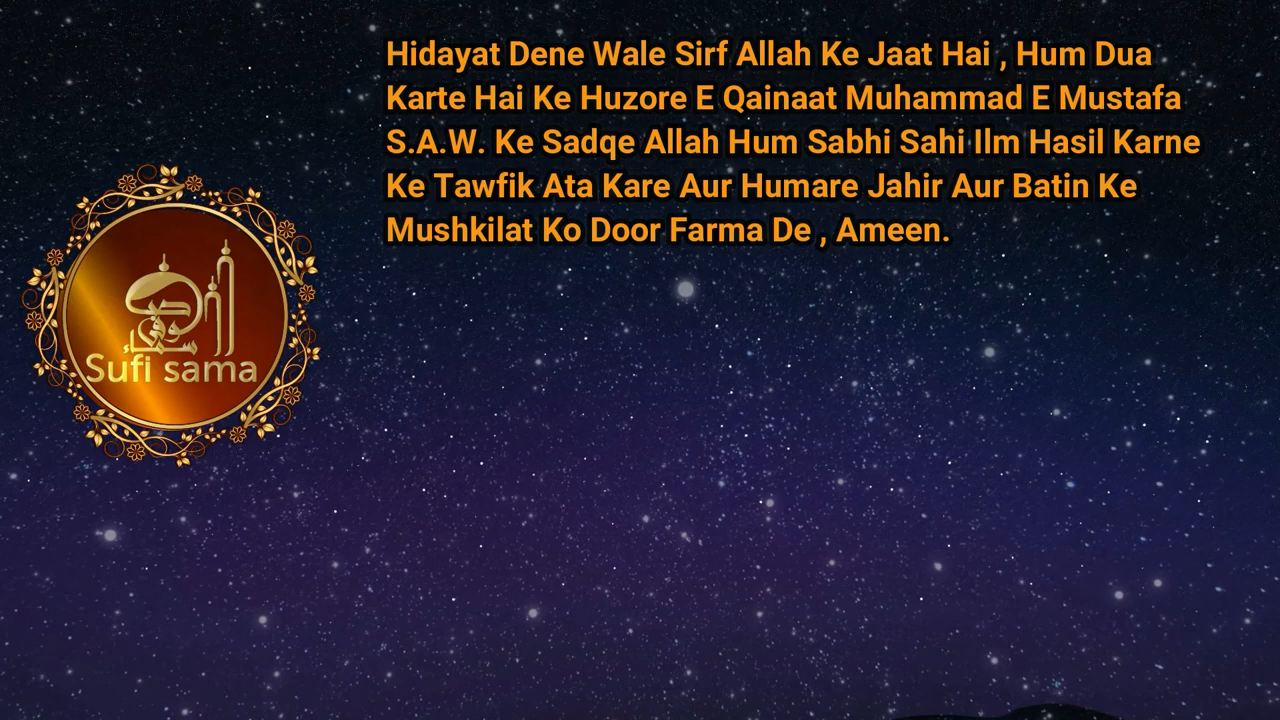 Hidayat Dene Wale Sirf Allah Ke Jaat Hai , Hum Dua
Karte Hai Ke Huzore E Qainaat Muhammad E Mustafa
S.A.W. Ke Sadqe Allah Hum Sabhi Sahi Ilm Hasil Karne
Ke Tawfik Ata Kare Aur Humare Jahir Aur Batin Ke
Mushkilat Ko Door Farma De , Ameen.
صوفی
سماء
Sufi sama